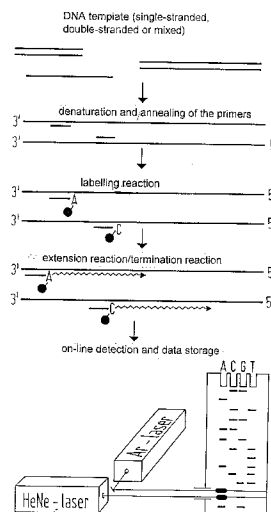 DNA template (single-stranded,
double-stranded or mixed)
denaturation and annealing of the primers
3'
3' 5
labelling reaction
3' 5
A
3' 5
C
extension reaction/termination reaction
3' A 5
3' C 5
on-line detection and data storage
A C G T
Ar - laser
HeNe - laser